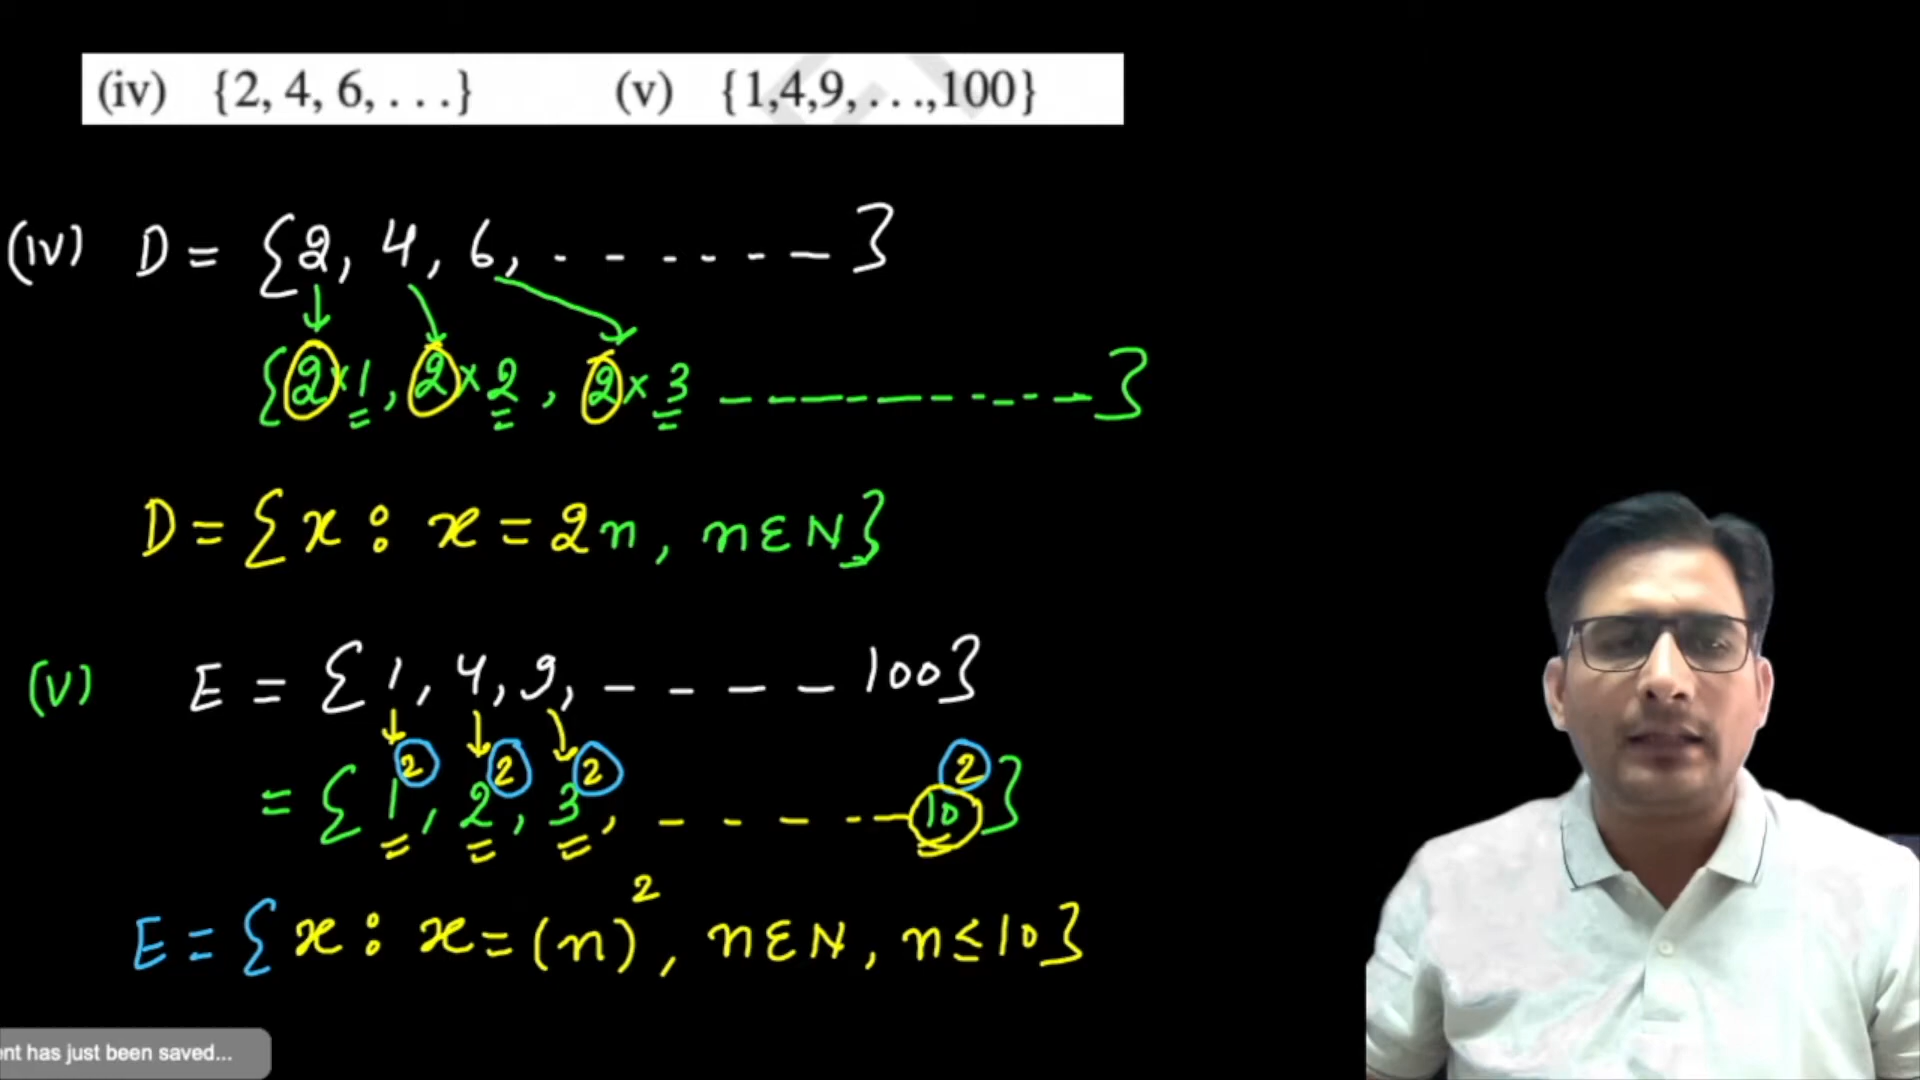 (iv) {2, 4, 6, . . .} (v) {1,4,9, . . .,100}
(iv) D = {2, 4, 6, - - - - - - - }
{2×1, 2×2, 2×3 - - - - - - - - - - }
D = {x : x = 2n, n∈N}
(v) E = {1, 4, 9, - - - - 100}
= {1², 2², 3², - - - - - 10²}
E = {x : x = (n)², n∈N, n≤10}
nt has just been saved...